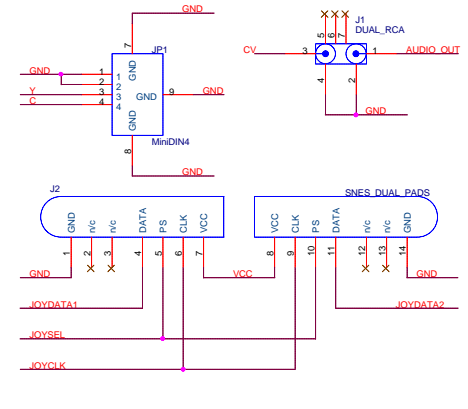 GND
J1
DUAL_RCA
5
6
7
CV
3
1
AUDIO_OUT
4
2
GND
7
JP1
GND
GND
1
1
2
2
Y
3
3
C
4
4
GND
9
GND
GND
MiniDIN4
8
GND
J2
SNES_DUAL_PADS
GND
n/c
n/c
DATA
PS
CLK
VCC
VCC
CLK
PS
DATA
n/c
n/c
GND
1
2
3
4
5
6
7
8
9
10
11
12
13
14
GND
VCC
GND
JOYDATA1
JOYDATA2
JOYSEL
JOYCLK